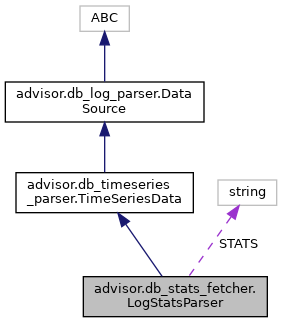 ABC
advisor.db_log_parser.Data
Source
advisor.db_timeseries
_parser.TimeSeriesData
string
STATS
advisor.db_stats_fetcher.
LogStatsParser